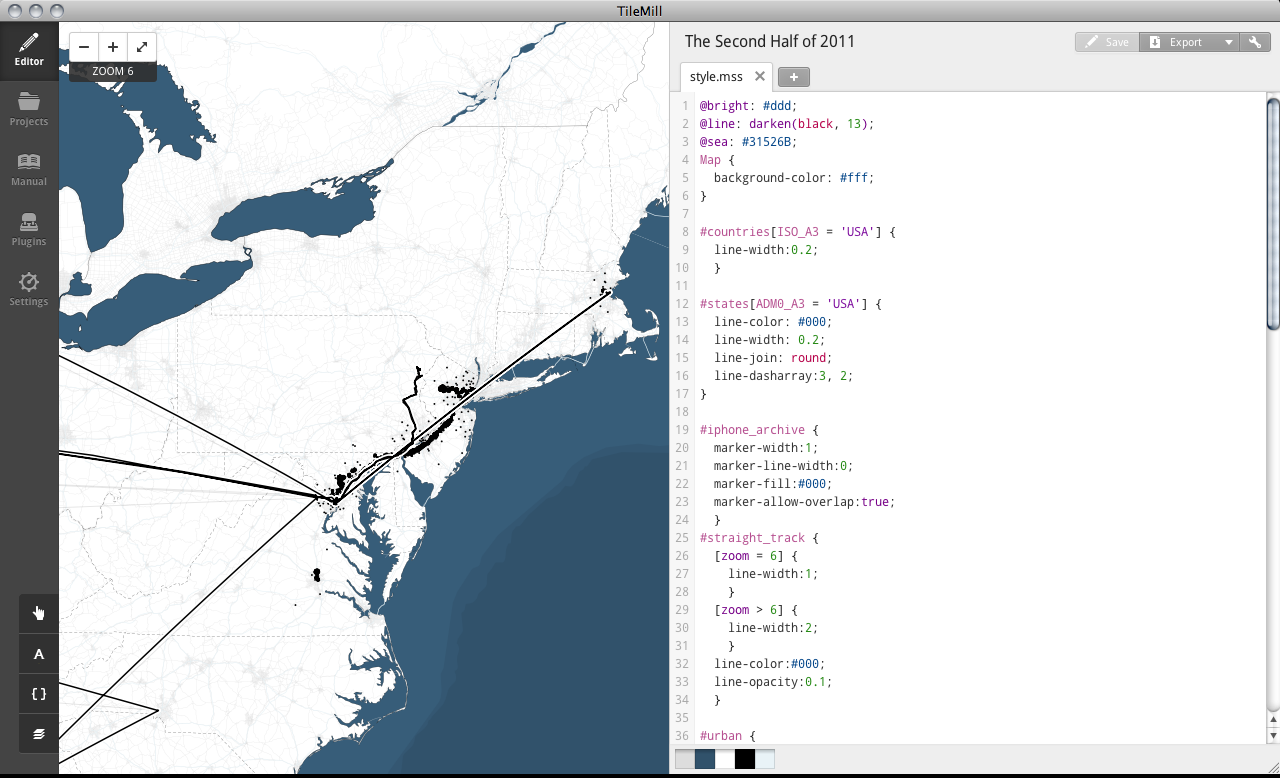 TileMill
Editor
Projects
Manual
Plugins
Settings
A
{ }
ZOOM 6
The Second Half of 2011
Save
Export
style.mss
1 @bright: #ddd;
2 @line: darken(black, 13);
3 @sea: #31526B;
4 Map {
5 background-color: #fff;
6 }
7
8 #countries[ISO_A3 = 'USA'] {
9 line-width:0.2;
10 }
11
12 #states[ADM0_A3 = 'USA'] {
13 line-color: #000;
14 line-width: 0.2;
15 line-join: round;
16 line-dasharray:3, 2;
17 }
18
19 #iphone_archive {
20 marker-width:1;
21 marker-line-width:0;
22 marker-fill:#000;
23 marker-allow-overlap:true;
24 }
25 #straight_track {
26 [zoom = 6] {
27 line-width:1;
28 }
29 [zoom > 6] {
30 line-width:2;
31 }
32 line-color:#000;
33 line-opacity:0.1;
34 }
35
36 #urban {